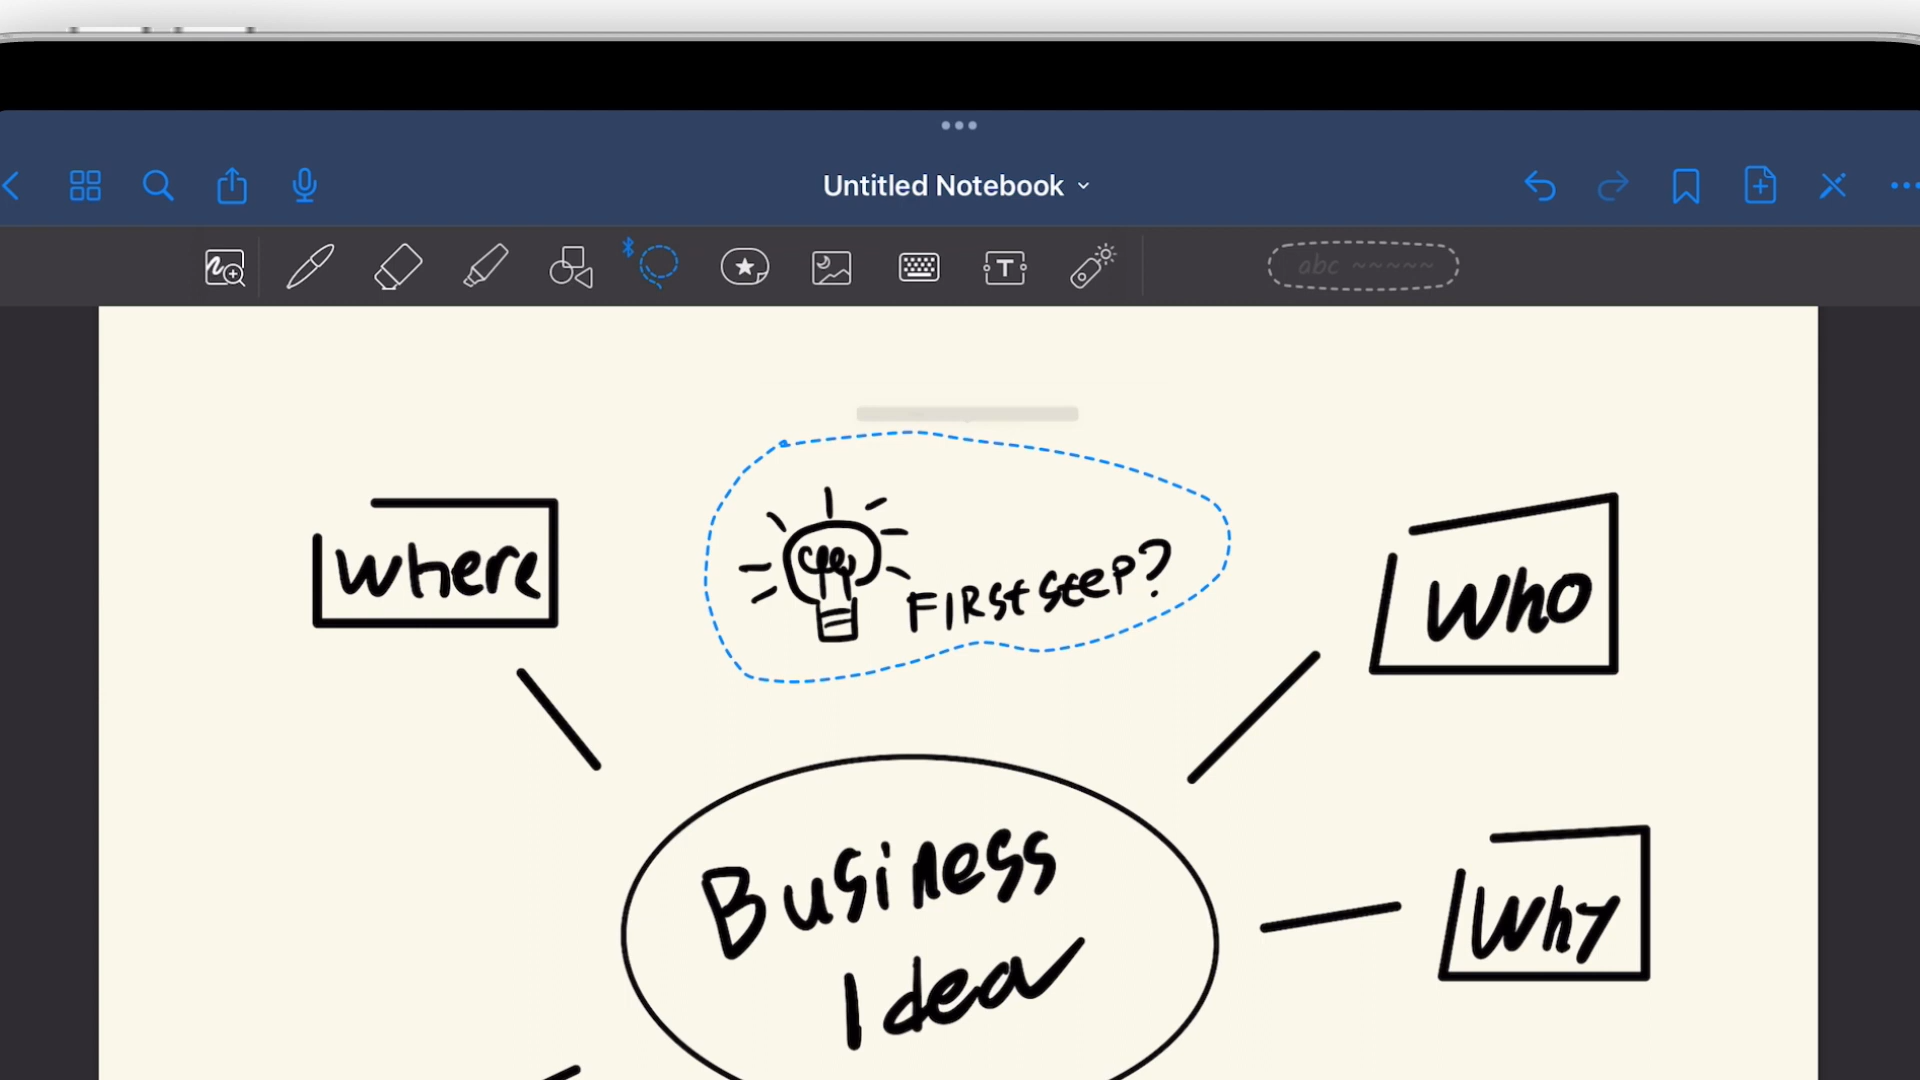 Untitled Notebook
abc
T
where
FIRst step?
Who
Business
Idea
Why